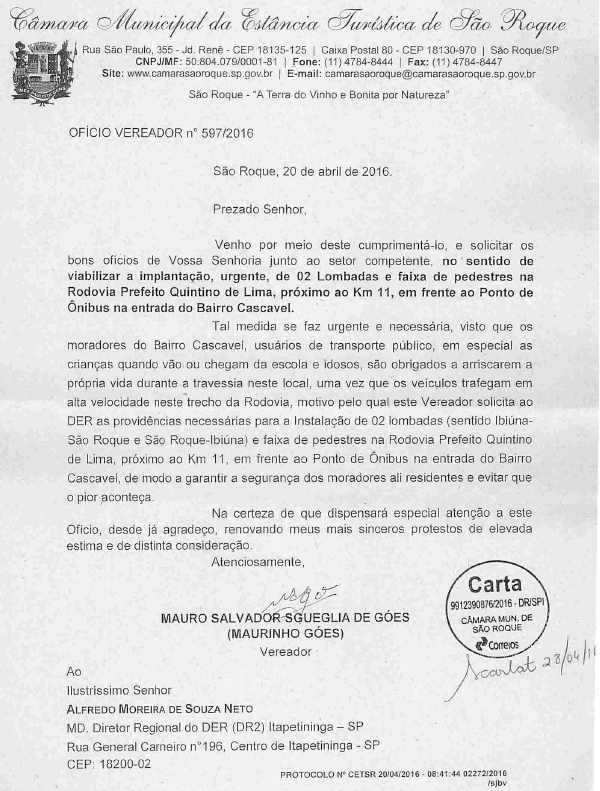 Câmara Municipal da Estância Turística de São Roque
Rua São Paulo, 355 - Jd. Renê - CEP 18135-125 | Caixa Postal 80 - CEP 18130-970 | São Roque/SP
CNPJ/MF: 50.804.079/0001-81 | Fone: (11) 4784-8444 | Fax: (11) 4784-8447
Site: www.camarasaoroque.sp.gov.br | E-mail: camarasaoroque@camarasaoroque.sp.gov.br
São Roque - “A Terra do Vinho e Bonita por Natureza”
OFÍCIO VEREADOR nº 597/2016
São Roque, 20 de abril de 2016.
Prezado Senhor,
Venho por meio deste cumprimentá-lo, e solicitar os
bons ofícios de Vossa Senhoria junto ao setor competente, no sentido de
viabilizar a implantação, urgente, de 02 Lombadas e faixa de pedestres na
Rodovia Prefeito Quintino de Lima, próximo ao Km 11, em frente ao Ponto de
Ônibus na entrada do Bairro Cascavel.
Tal medida se faz urgente e necessária, visto que os
moradores do Bairro Cascavel, usuários de transporte público, em especial as
crianças quando vão ou chegam da escola e idosos, são obrigados a arriscarem a
própria vida durante a travessia neste local, uma vez que os veículos trafegam em
alta velocidade neste trecho da Rodovia, motivo pelo qual este Vereador solicita ao
DER as providências necessárias para a Instalação de 02 lombadas (sentido Ibiúna-
São Roque e São Roque-Ibiúna) e faixa de pedestres na Rodovia Prefeito Quintino
de Lima, próximo ao Km 11, em frente ao Ponto de Ônibus na entrada do Bairro
Cascavel, de modo a garantir a segurança dos moradores ali residentes e evitar que
o pior aconteça.
Na certeza de que dispensará especial atenção a este
Ofício, desde já agradeço, renovando meus mais sinceros protestos de elevada
estima e de distinta consideração.
Atenciosamente,
MAURO SALVADOR SGUEGLIA DE GÓES
(MAURINHO GÓES)
Vereador
Carta
9912390876/2016 - DR/SPI
CÂMARA MUN. DE
SÃO ROQUE
Correios
28/04/16
Ao
Ilustríssimo Senhor
ALFREDO MOREIRA DE SOUZA NETO
MD. Diretor Regional do DER (DR2) Itapetininga – SP
Rua General Carneiro nº196, Centro de Itapetininga - SP
CEP: 18200-02
PROTOCOLO Nº CETSR 20/04/2016 - 08:41:44 02272/2016
/sjbv